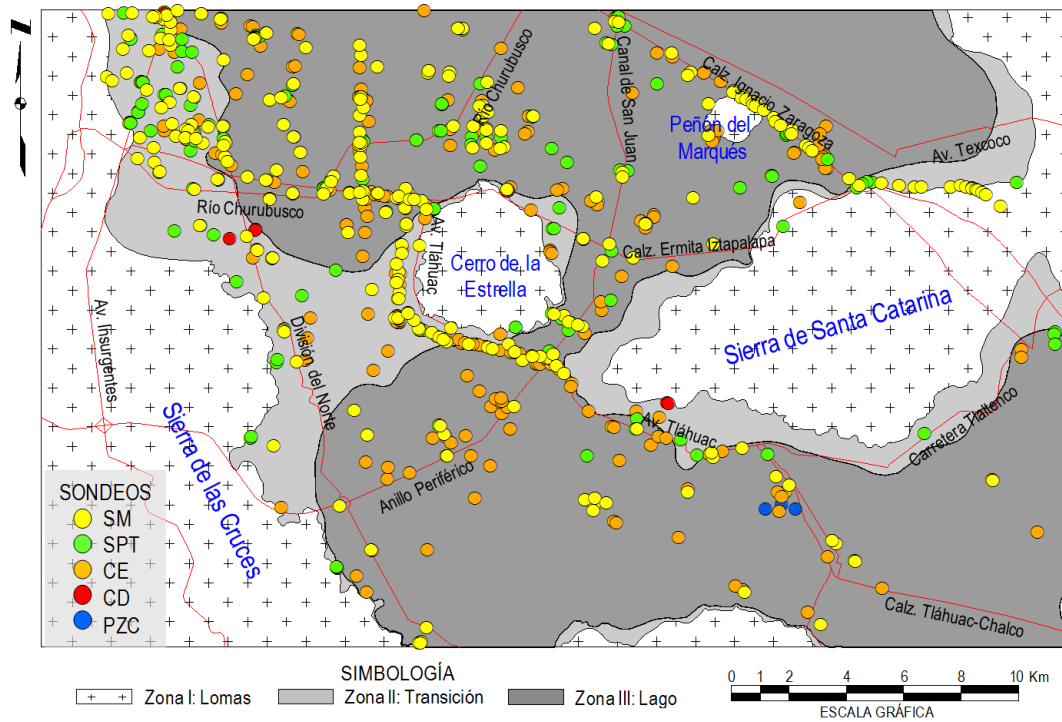 Río Churubusco
Canal de San Juan
Calz. Ignacio Zaragoza
Peñón del
Marques
Av. Texcoco
Río Churubusco
Av. Tláhuac
Cerro de la
Estrella
Calz. Ermita Iztapalapa
Sierra de Santa Catarina
Av. Insurgentes
División del Norte
Sierra de las Cruces
Av. Tláhuac
Carretera Tlaltenco
Anillo Periférico
Calz. Tláhuac-Chalco
SONDEOS
SM
SPT
CE
CD
PZC
SIMBOLOGÍA
Zona I: Lomas
Zona II: Transición
Zona III: Lago
0 1 2 4 6 8 10 Km
ESCALA GRÁFICA